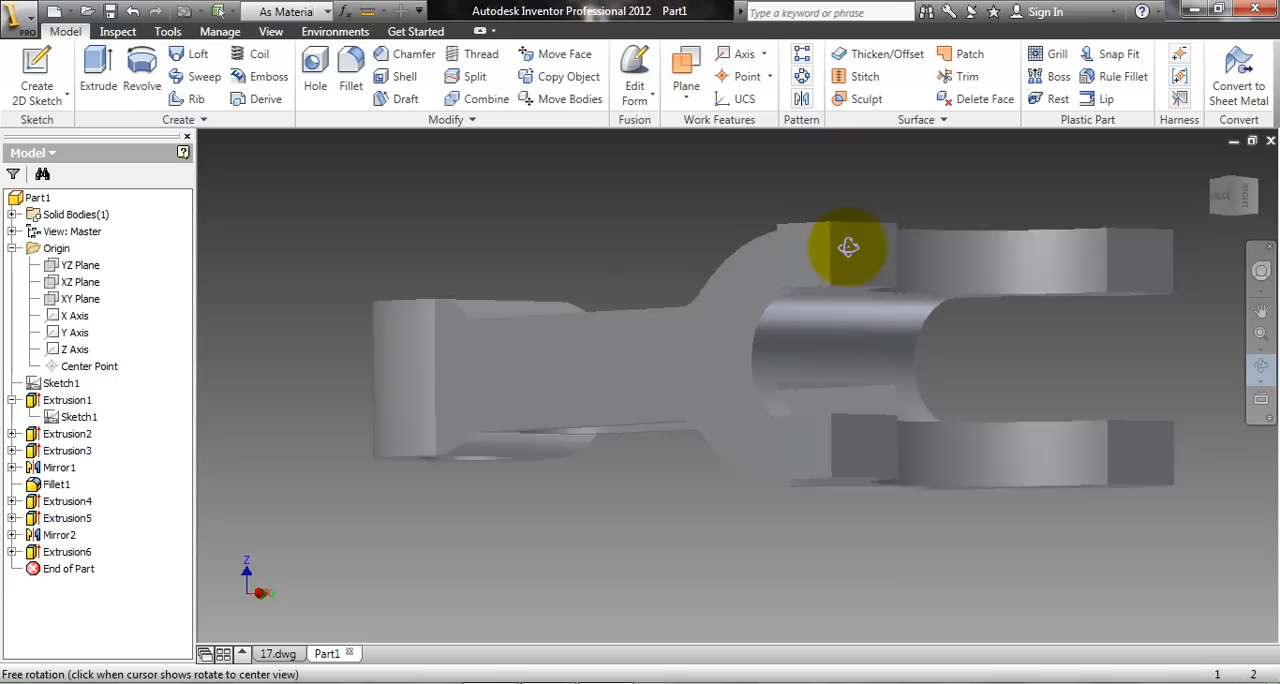 As Material
Autodesk Inventor Professional 2012 Part1
Type a keyword or phrase
Sign In
PRO
Model Inspect Tools Manage View Environments Get Started
Create
2D Sketch
Extrude
Revolve
Loft
Sweep
Rib
Coil
Emboss
Derive
Hole
Fillet
Chamfer
Shell
Draft
Thread
Split
Combine
Move Face
Copy Object
Move Bodies
Edit
Form
Plane
Axis
Point
UCS
Thicken/Offset
Stitch
Sculpt
Patch
Trim
Delete Face
Grill
Boss
Rest
Snap Fit
Rule Fillet
Lip
Convert to
Sheet Metal
Sketch Create Modify Fusion Work Features Pattern Surface Plastic Part Harness Convert
Model
Part1
Solid Bodies(1)
View: Master
Origin
YZ Plane
XZ Plane
XY Plane
X Axis
Y Axis
Z Axis
Center Point
Sketch1
Extrusion1
Sketch1
Extrusion2
Extrusion3
Mirror1
Fillet1
Extrusion4
Extrusion5
Mirror2
Extrusion6
End of Part
RIGHT
Z
17.dwg Part1
Free rotation (click when cursor shows rotate to center view) 1 2